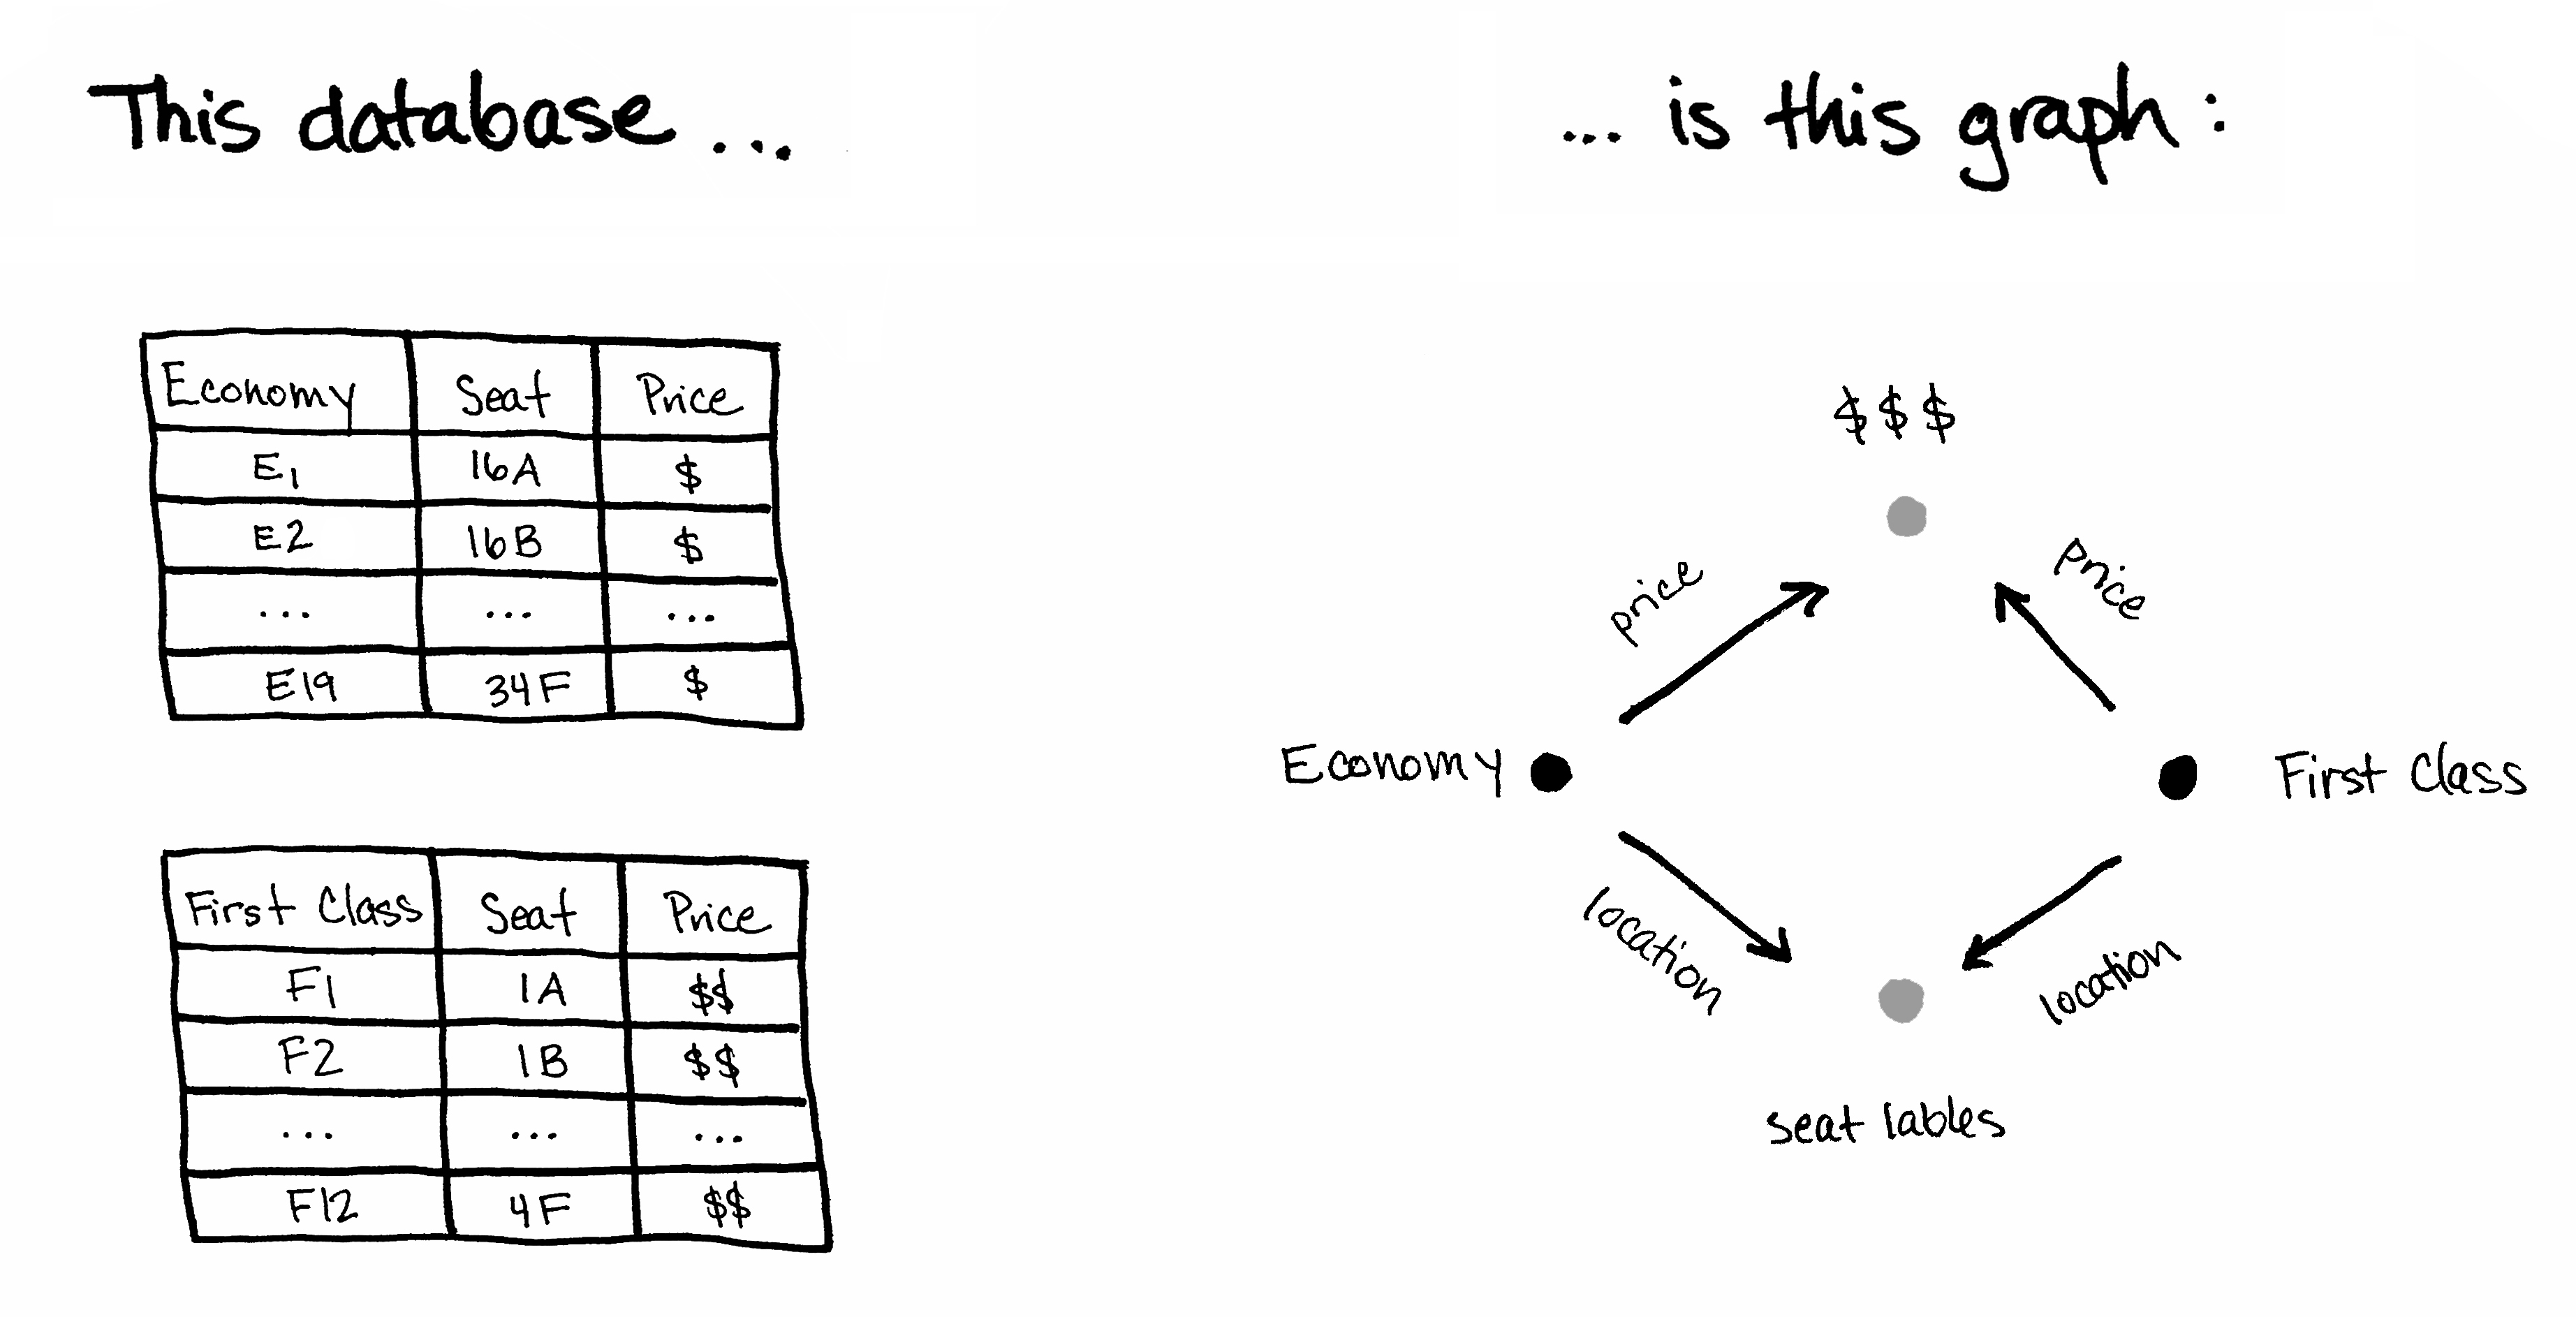 This database ...
... is this graph:
Economy Seat Price
E1 16A $
E2 16B $
... ... ...
E19 34F $
First Class Seat Price
F1 1A $$
F2 1B $$
... ... ...
F12 4F $$
$$$
price
Price
Economy
First Class
location
location
seat lables